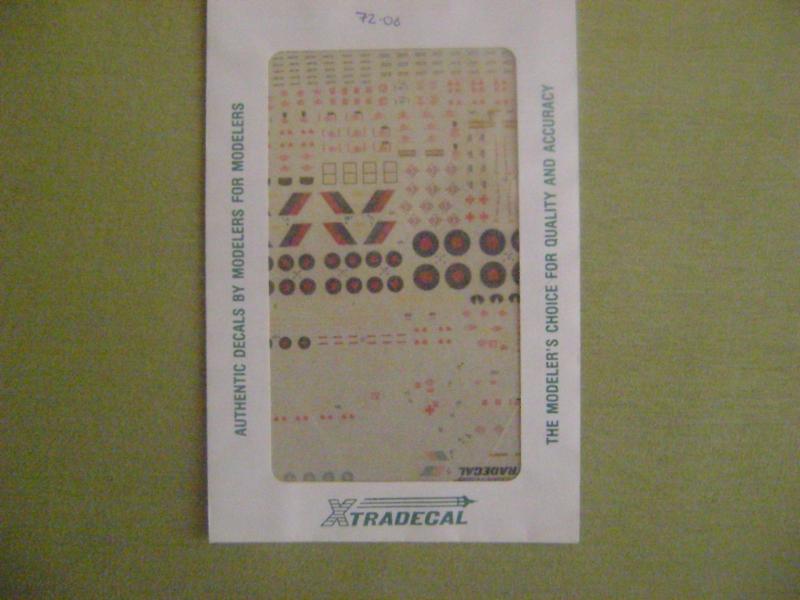 72-08
AUTHENTIC DECALS BY MODELERS FOR MODELERS
THE MODELER'S CHOICE FOR QUALITY AND ACCURACY
XTRADECAL